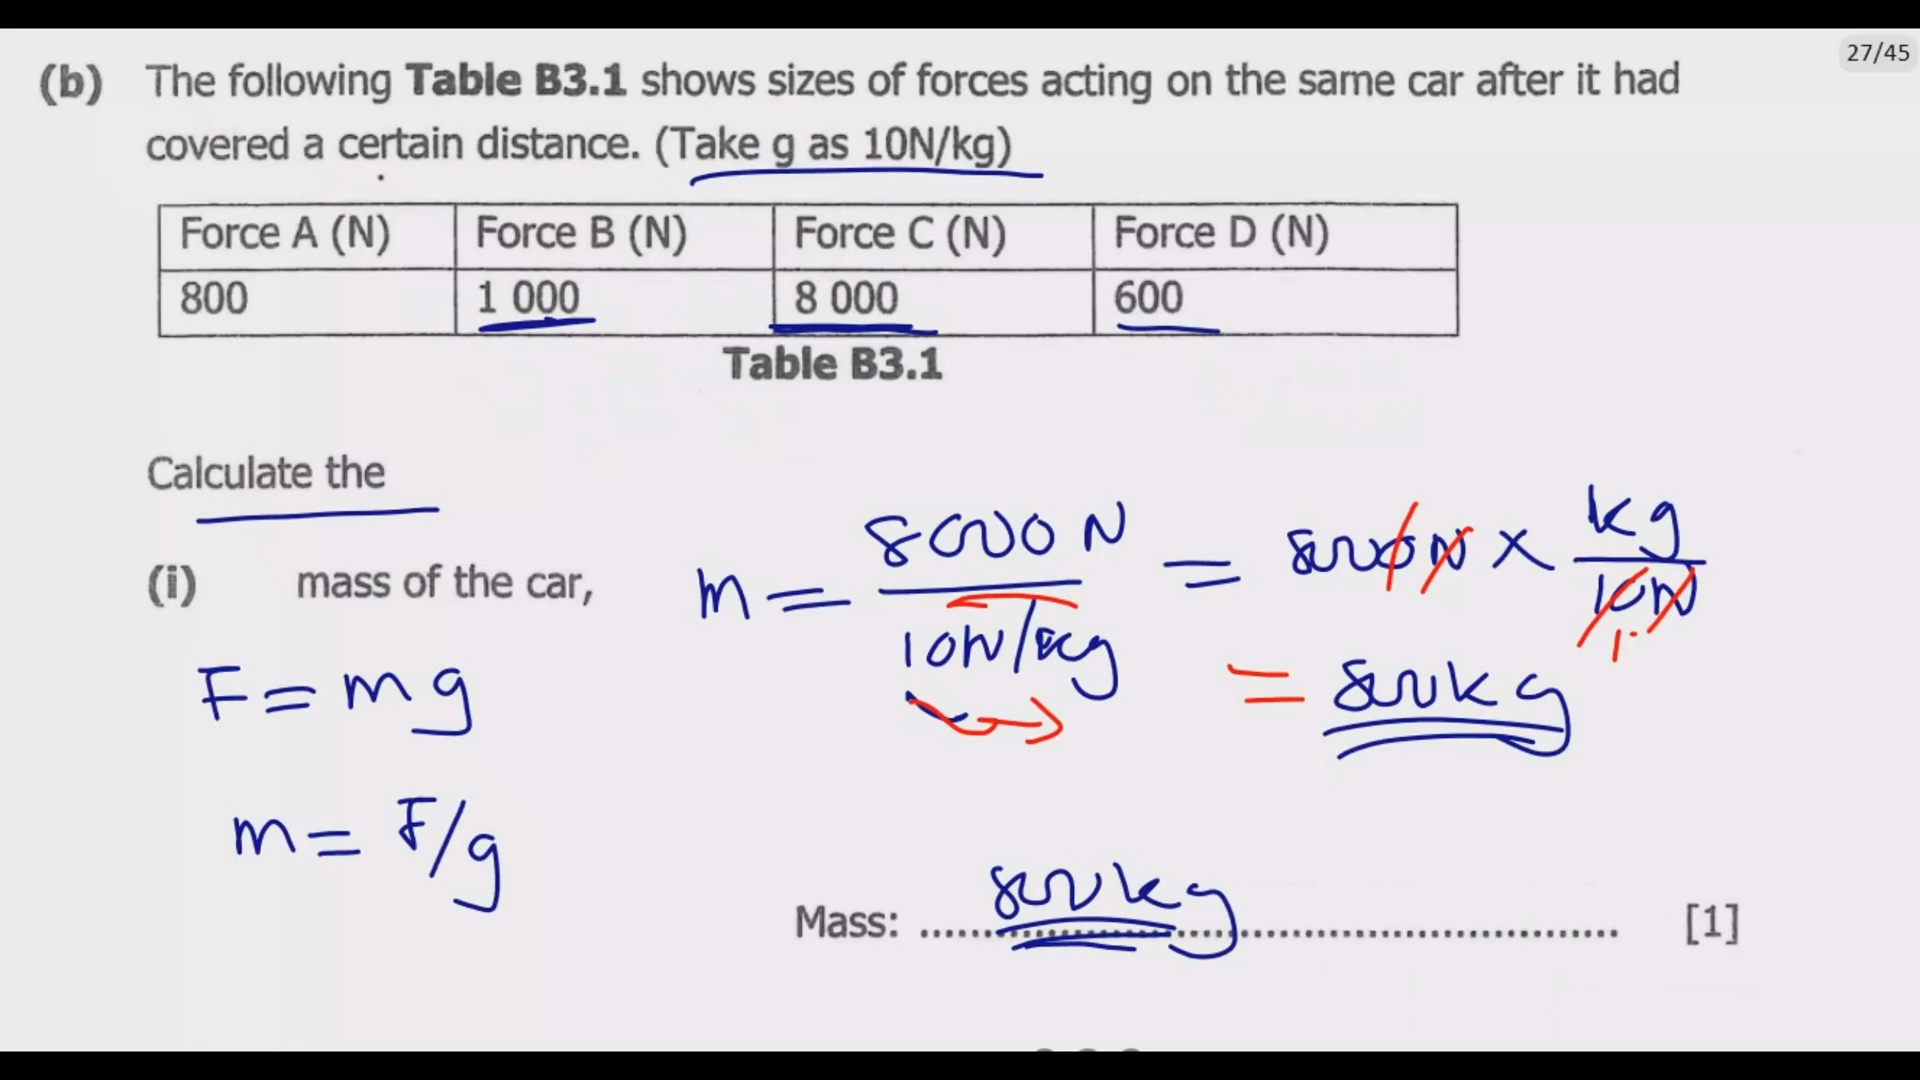 27/45
(b) The following Table B3.1 shows sizes of forces acting on the same car after it had
covered a certain distance. (Take g as 10N/kg)
Force A (N) Force B (N) Force C (N) Force D (N)
800 1 000 8 000 600
Table B3.1
Calculate the
(i) mass of the car,
m = 8000 N / 10N/kg = 8000N × kg / 10N
1
= 800kg
F = mg
m = F/g
Mass: 800kg [1]